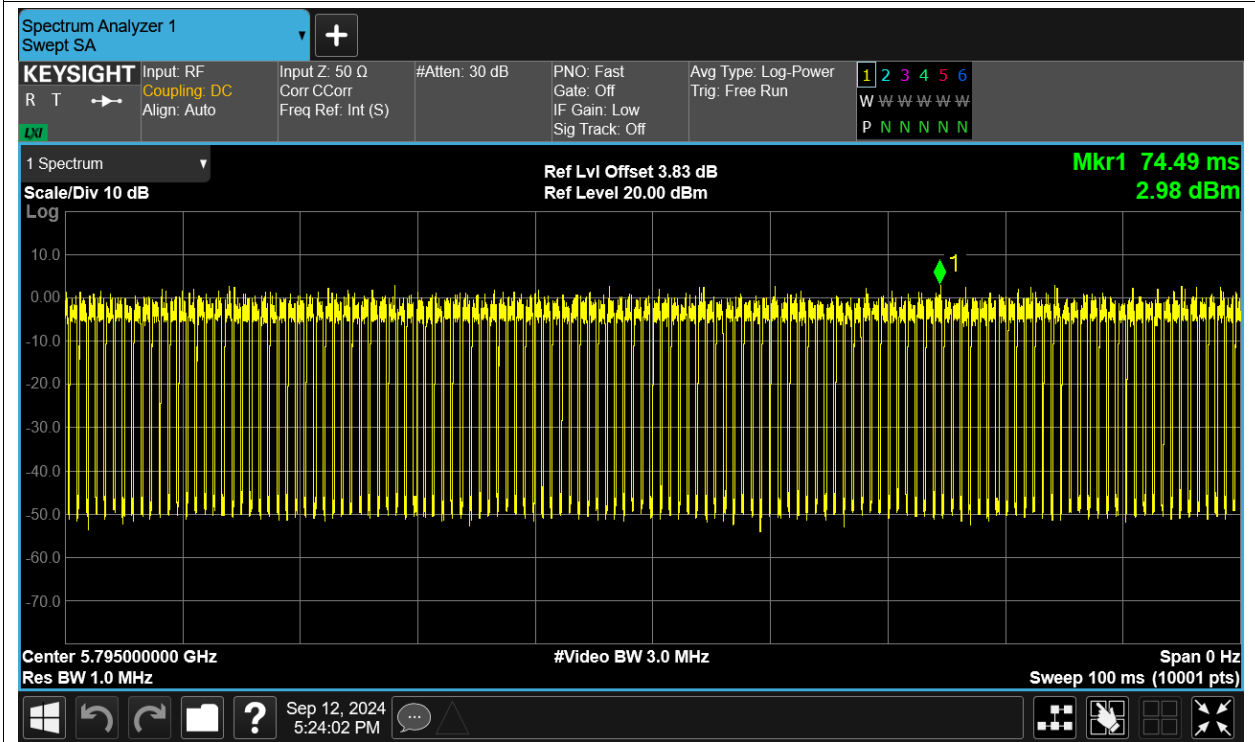 Spectrum Analyzer 1
Swept SA
KEYSIGHT
R T
LXI
Input: RF
Coupling: DC
Align: Auto
Input Z: 50 Ω
Corr CCorr
Freq Ref: Int (S)
#Atten: 30 dB
PNO: Fast
Gate: Off
IF Gain: Low
Sig Track: Off
Avg Type: Log-Power
Trig: Free Run
1 2 3 4 5 6
W W W W W W
P N N N N N
1 Spectrum
Scale/Div 10 dB
Ref Lvl Offset 3.83 dB
Ref Level 20.00 dBm
Mkr1 74.49 ms
2.98 dBm
Log
10.0
0.00
-10.0
-20.0
-30.0
-40.0
-50.0
-60.0
-70.0
1
Center 5.795000000 GHz
#Video BW 3.0 MHz
Span 0 Hz
Res BW 1.0 MHz
Sweep 100 ms (10001 pts)
?
Sep 12, 2024
5:24:02 PM